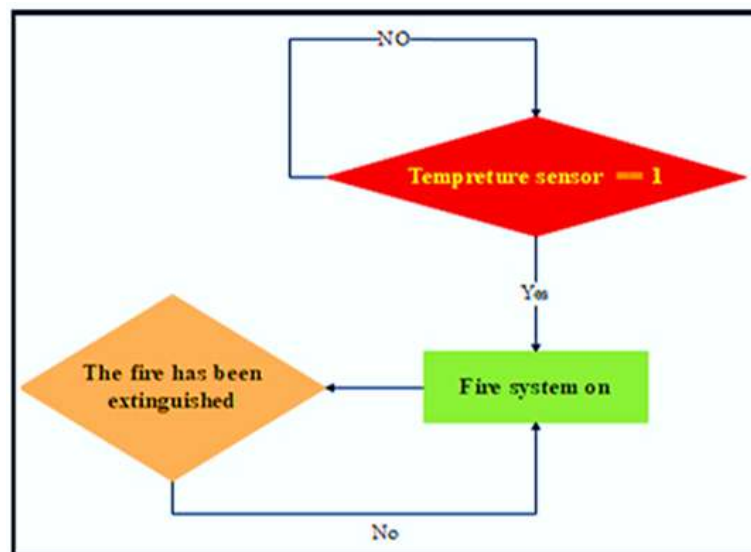 NO
Tempreture sensor == 1
Yes
The fire has been
extinguished
Fire system on
No